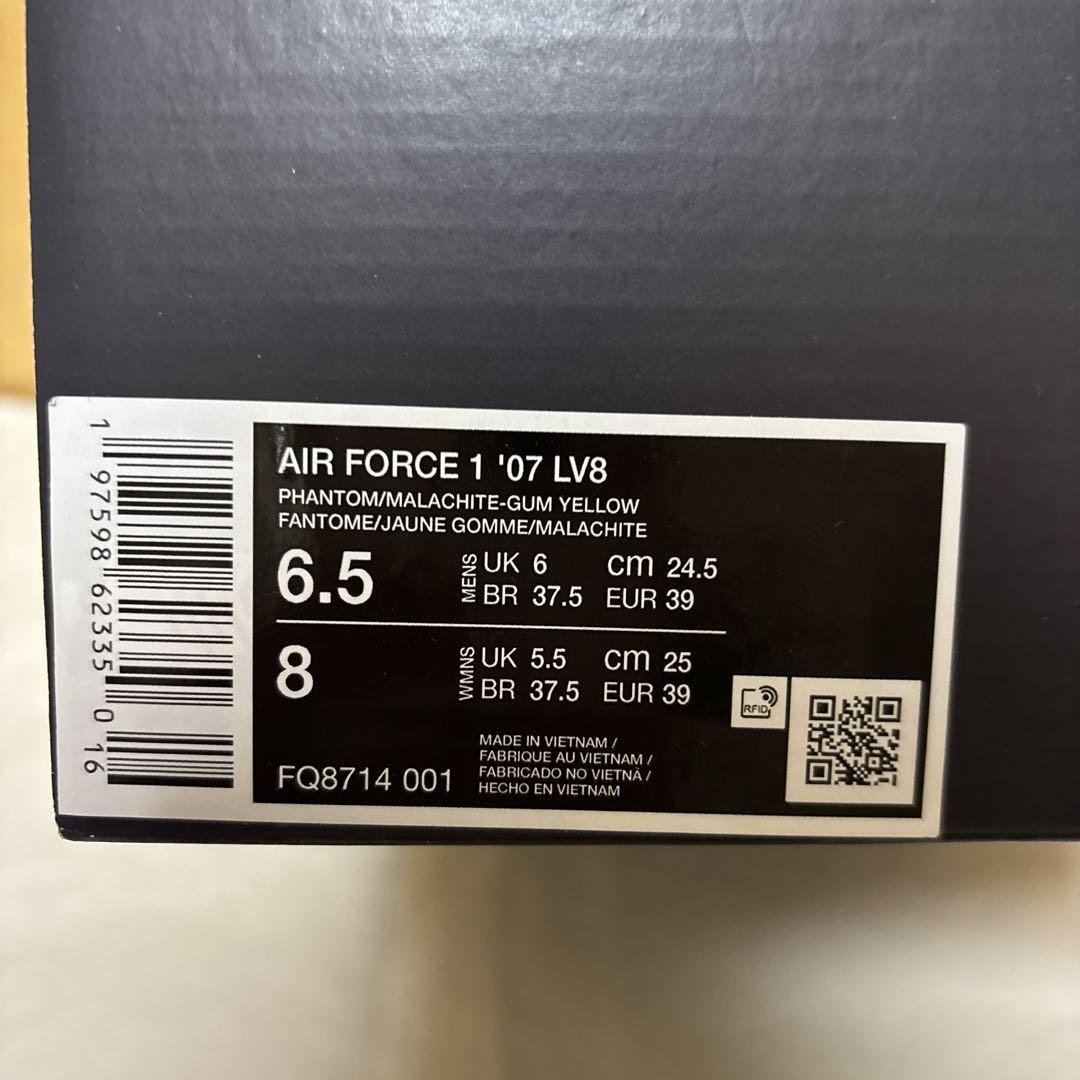 1 97598 62335 0 16
AIR FORCE 1 '07 LV8
PHANTOM/MALACHITE-GUM YELLOW
FANTOME/JAUNE GOMME/MALACHITE
6.5 MENS UK 6 cm 24.5
BR 37.5 EUR 39
8 WMNS UK 5.5 cm 25
BR 37.5 EUR 39
RFID
MADE IN VIETNAM /
FABRIQUE AU VIETNAM /
FABRICADO NO VIETNÃ /
HECHO EN VIETNAM
FQ8714 001